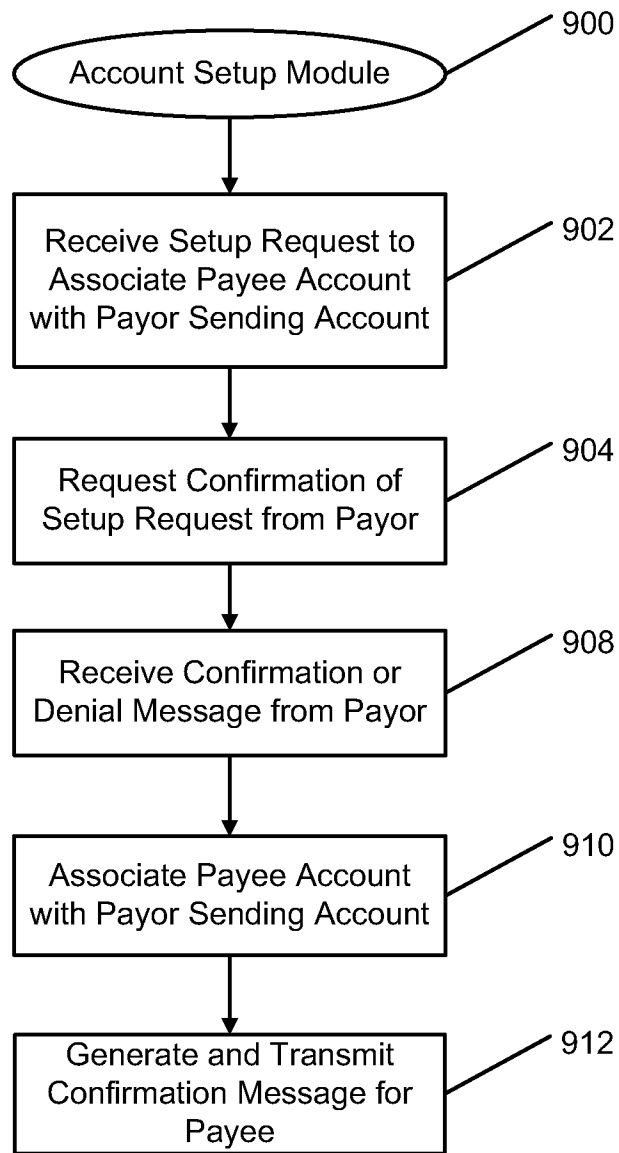 900
Account Setup Module
902
Receive Setup Request to
Associate Payee Account
with Payor Sending Account
904
Request Confirmation of
Setup Request from Payor
908
Receive Confirmation or
Denial Message from Payor
910
Associate Payee Account
with Payor Sending Account
912
Generate and Transmit
Confirmation Message for
Payee